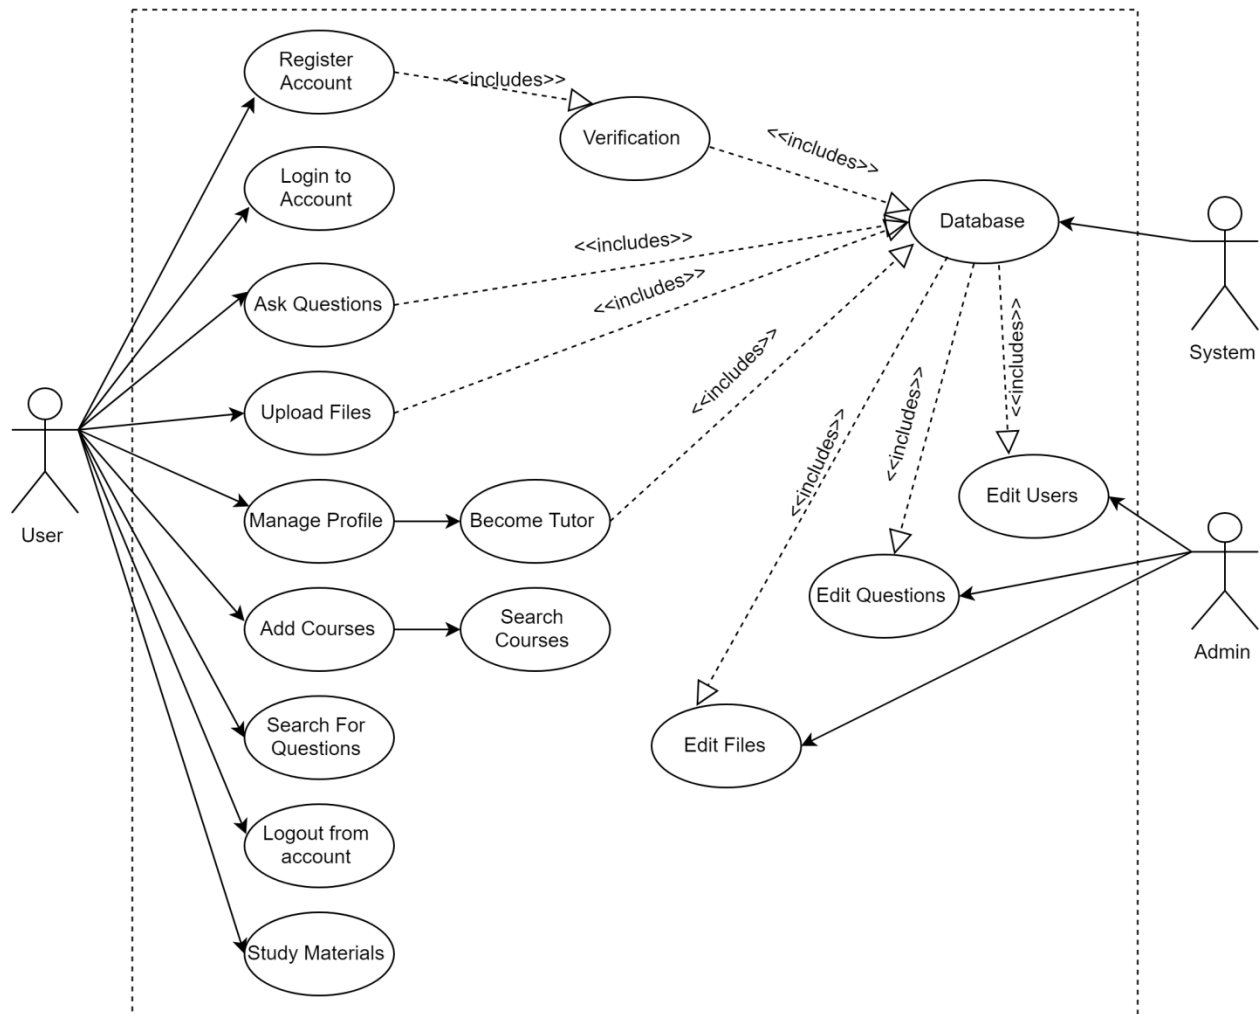 Register
Account
<<includes>>
Verification
<<includes>>
Login to
Account
Database
<<includes>>
Ask Questions
<<includes>>
System
Upload Files
<<includes>>
<<includes>>
<<includes>>
<<includes>>
Edit Users
User
Manage Profile
Become Tutor
Edit Questions
Add Courses
Search
Courses
Admin
Search For
Questions
Edit Files
Logout from
account
Study Materials
<<includes>>